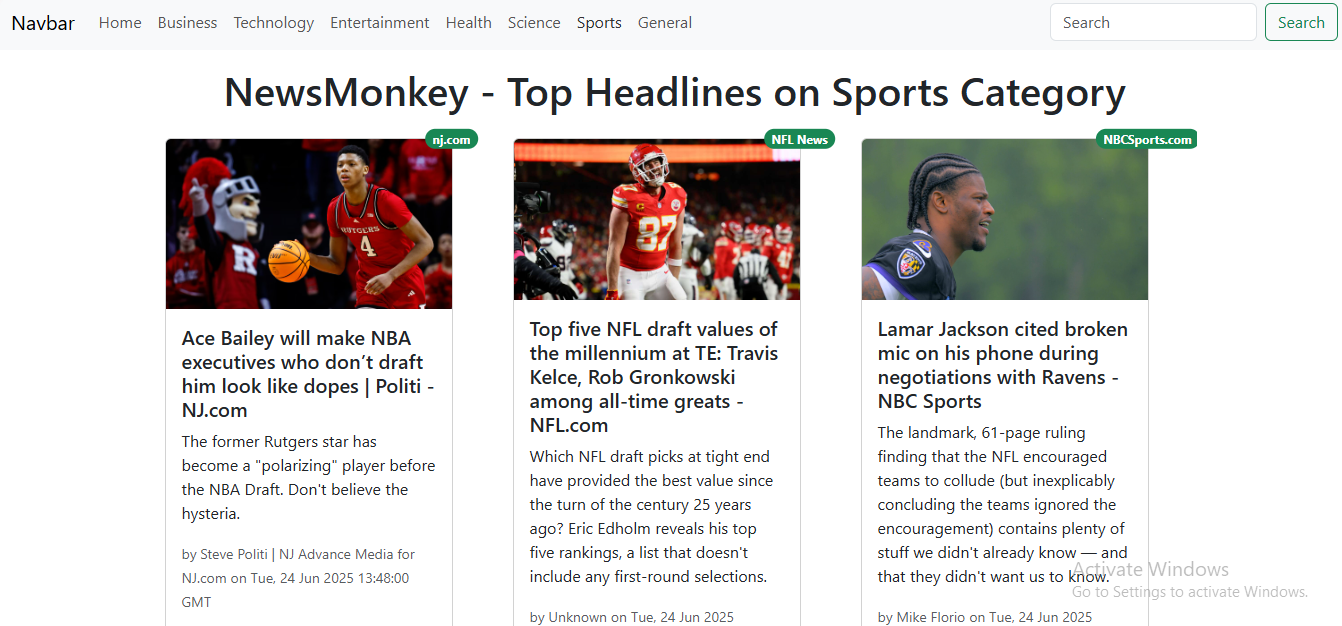 Navbar Home Business Technology Entertainment Health Science Sports General Search Search
NewsMonkey - Top Headlines on Sports Category
nj.com
RUTGERS
4
R
Ace Bailey will make NBA
executives who don’t draft
him look like dopes | Politi -
NJ.com
The former Rutgers star has
become a "polarizing" player before
the NBA Draft. Don't believe the
hysteria.
by Steve Politi | NJ Advance Media for
NJ.com on Tue, 24 Jun 2025 13:48:00
GMT
NFL News
87
Top five NFL draft values of
the millennium at TE: Travis
Kelce, Rob Gronkowski
among all-time greats -
NFL.com
Which NFL draft picks at tight end
have provided the best value since
the turn of the century 25 years
ago? Eric Edholm reveals his top
five rankings, a list that doesn't
include any first-round selections.
by Unknown on Tue, 24 Jun 2025
NBCSports.com
Lamar Jackson cited broken
mic on his phone during
negotiations with Ravens -
NBC Sports
The landmark, 61-page ruling
finding that the NFL encouraged
teams to collude (but inexplicably
concluding the teams ignored the
encouragement) contains plenty of
stuff we didn't already know — and
that they didn't want us to know.
by Mike Florio on Tue, 24 Jun 2025
Activate Windows
Go to Settings to activate Windows.